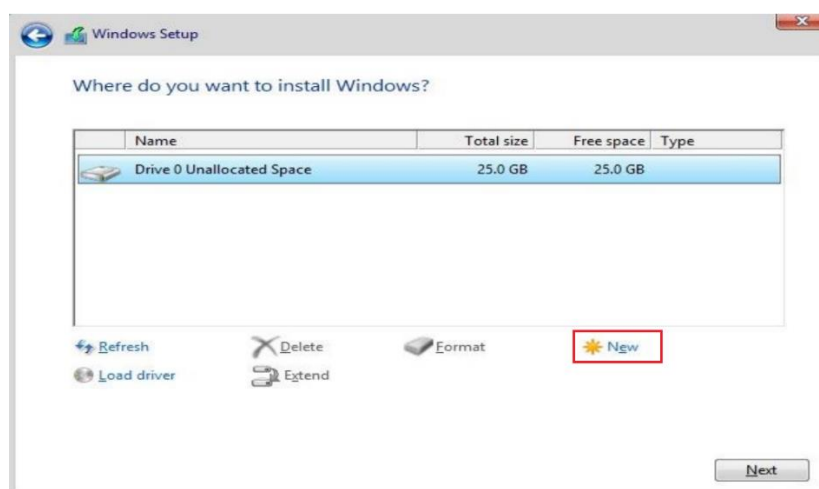 Windows Setup
Where do you want to install Windows?
Name Total size Free space Type
Drive 0 Unallocated Space 25.0 GB 25.0 GB
Refresh Delete Format New
Load driver Extend
Next